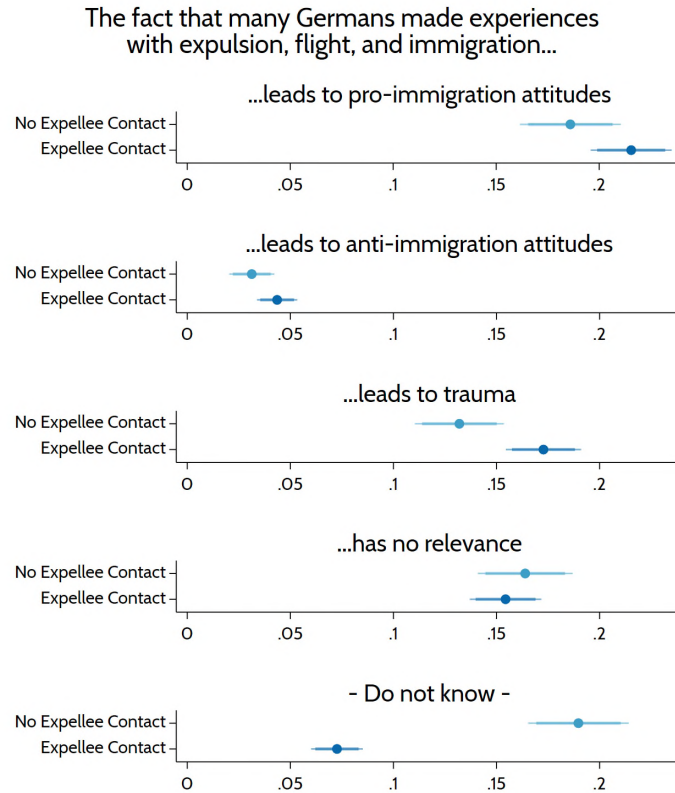 The fact that many Germans made experiences
with expulsion, flight, and immigration...
...leads to pro-immigration attitudes
No Expellee Contact
Expellee Contact
0 .05 .1 .15 .2
...leads to anti-immigration attitudes
No Expellee Contact
Expellee Contact
0 .05 .1 .15 .2
...leads to trauma
No Expellee Contact
Expellee Contact
0 .05 .1 .15 .2
...has no relevance
No Expellee Contact
Expellee Contact
0 .05 .1 .15 .2
- Do not know -
No Expellee Contact
Expellee Contact
0 .05 .1 .15 .2